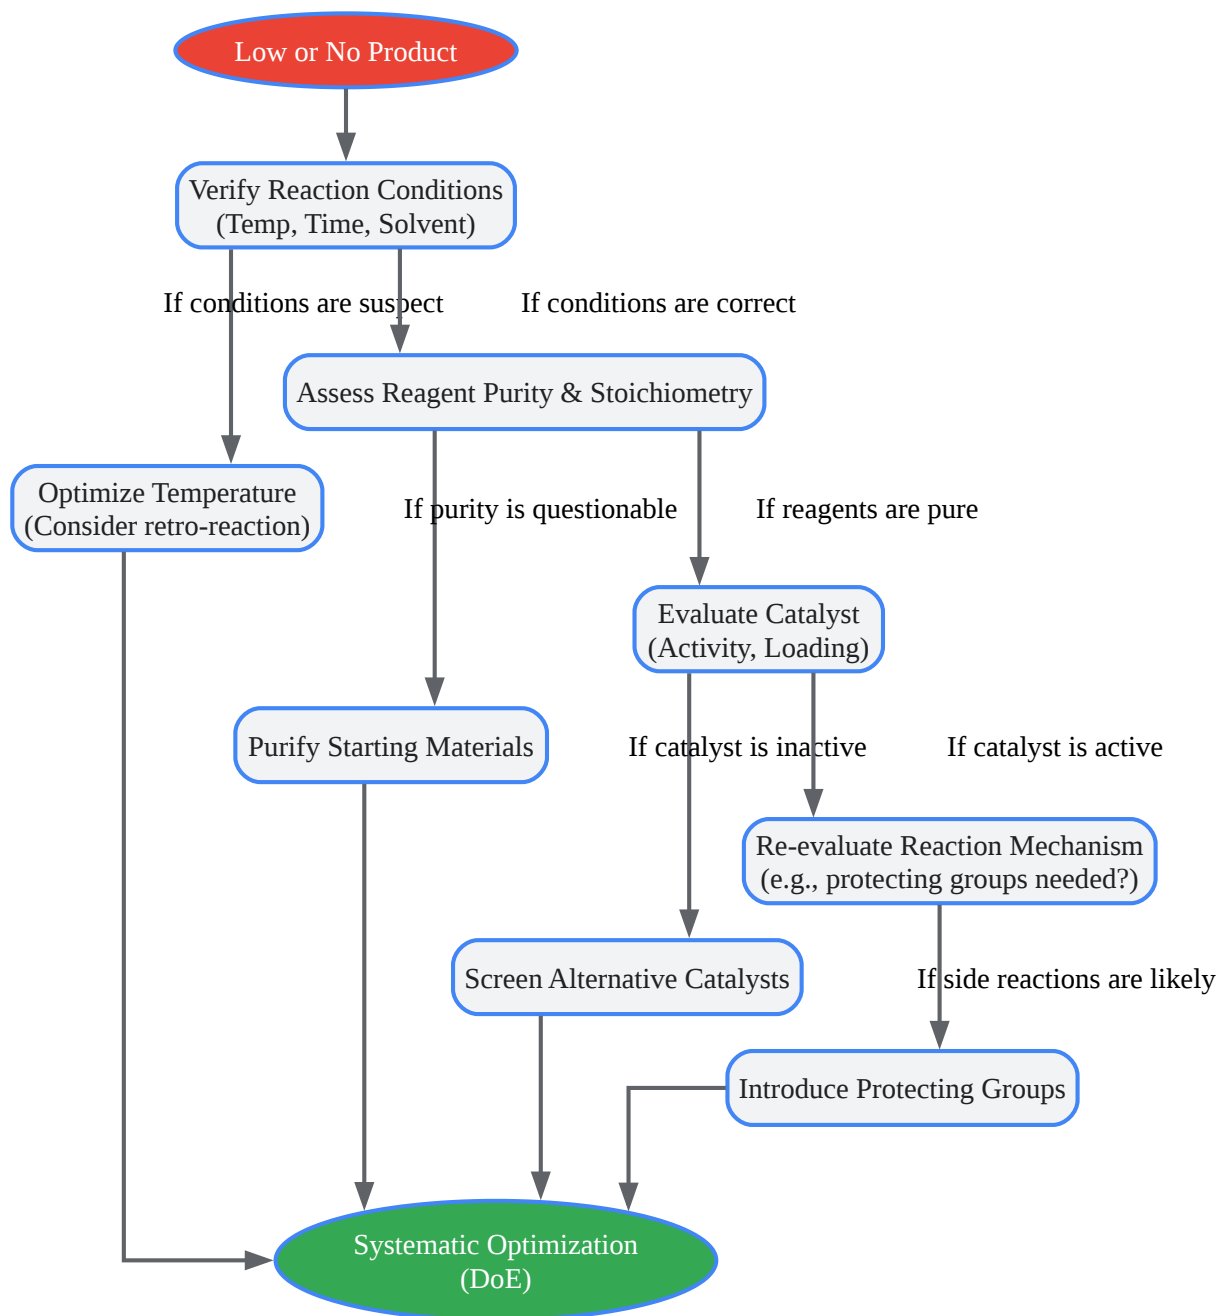 Low or No Product
Verify Reaction Conditions
(Temp, Time, Solvent)
If conditions are suspect
If conditions are correct
Assess Reagent Purity & Stoichiometry
Optimize Temperature
(Consider retro-reaction)
If purity is questionable
If reagents are pure
Evaluate Catalyst
(Activity, Loading)
Purify Starting Materials
If catalyst is inactive
If catalyst is active
Re-evaluate Reaction Mechanism
(e.g., protecting groups needed?)
Screen Alternative Catalysts
If side reactions are likely
Introduce Protecting Groups
Systematic Optimization
(DoE)